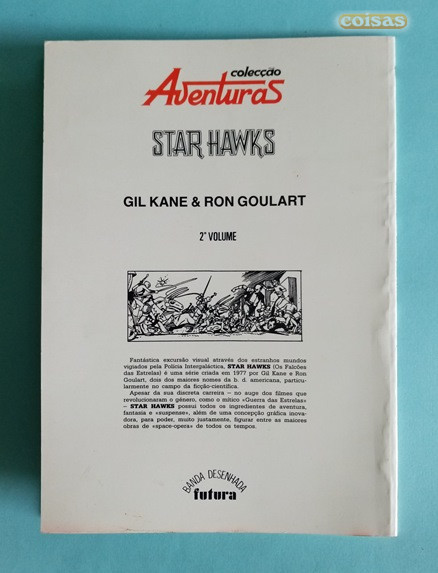 coisas
colecção
Aventuras
STAR HAWKS
GIL KANE & RON GOULART
2º VOLUME
Fantástica excursão visual através dos estranhos mundos
vigiados pela Polícia Interpaláctica, STAR HAWKS (Os Falcões
das Estrelas) é uma série criada em 1977 por Gil Kane e Ron
Goulart, dois dos maiores nomes da b. d. americana, particu-
larmente no campo da ficção-científica.
Apesar da sua discreta carreira – no auge dos filmes que
revolucionaram o género, como o mítico «Guerra das Estrelas»
– STAR HAWKS possui todos os ingredientes de aventura,
fantasia e «suspense», além de uma concepção gráfica inova-
dora, para poder, muito justamente, figurar entre as maiores
obras de «space-opera» de todos os tempos.
BANDA DESENHADA
futura